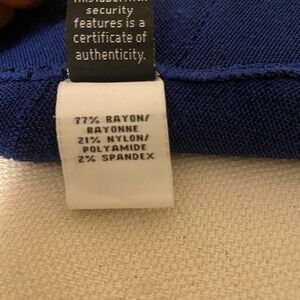 security
features is a
certificate of
authenticity.
77% RAYON/
RAYONNE
21% NYLON/
POLYAMIDE
2% SPANDEX